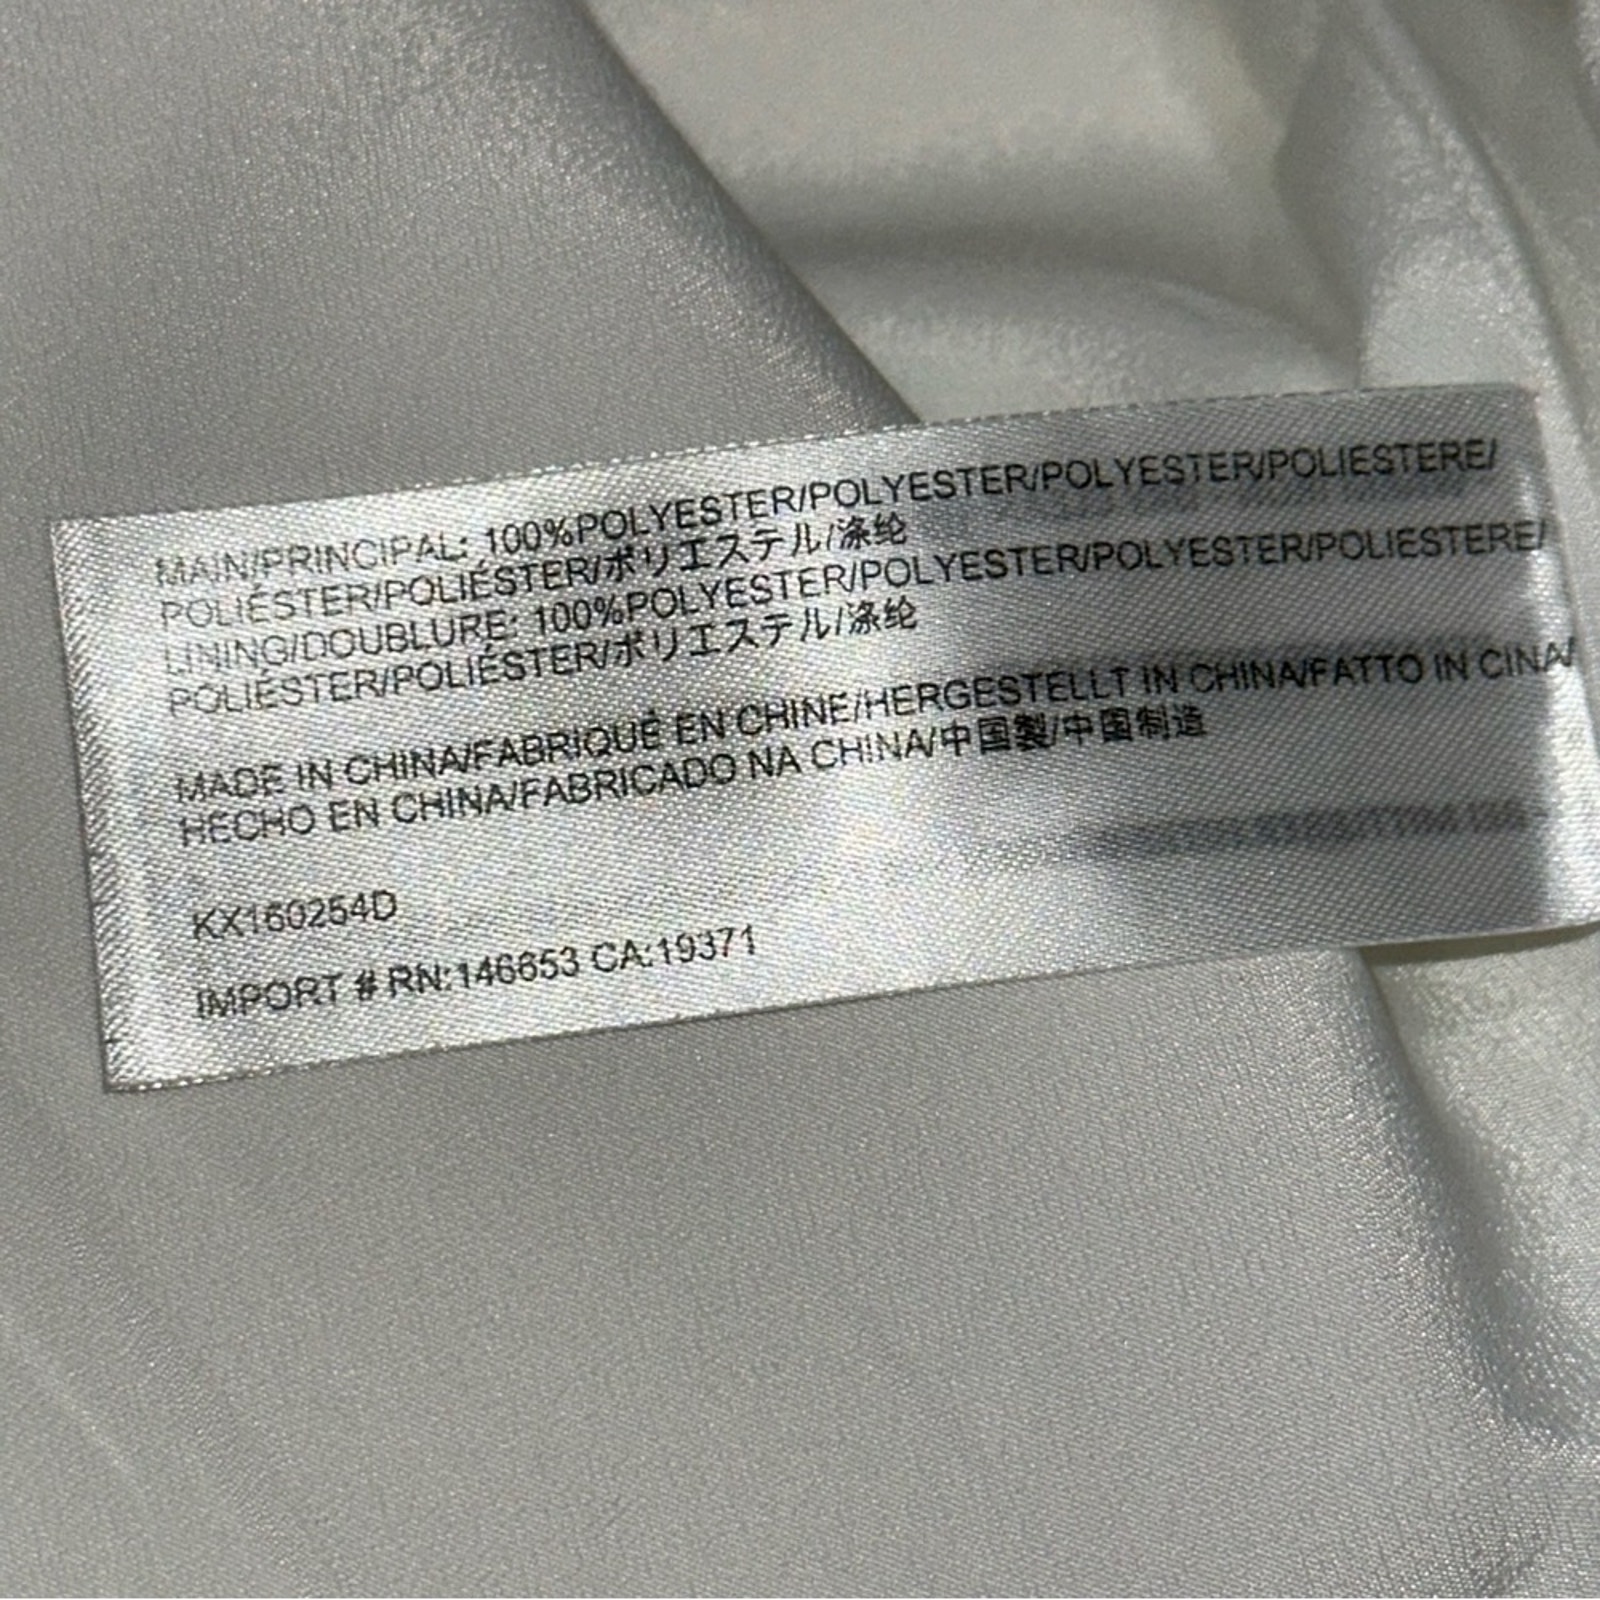 MAIN/PRINCIPAL: 100%POLYESTER/POLYESTER/POLYESTER/POLIESTERE/
POLIÉSTER/POLIÉSTER/ポリエステル/涤纶
LINING/DOUBLURE: 100%POLYESTER/POLYESTER/POLYESTER/POLIESTERE/
POLIÉSTER/POLIÉSTER/ポリエステル/涤纶
MADE IN CHINA/FABRIQUÉ EN CHINE/HERGESTELLT IN CHINA/FATTO IN CINA/
HECHO EN CHINA/FABRICADO NA CHINA/中国製/中国制造
KX160254D
IMPORT # RN:146653 CA:19371